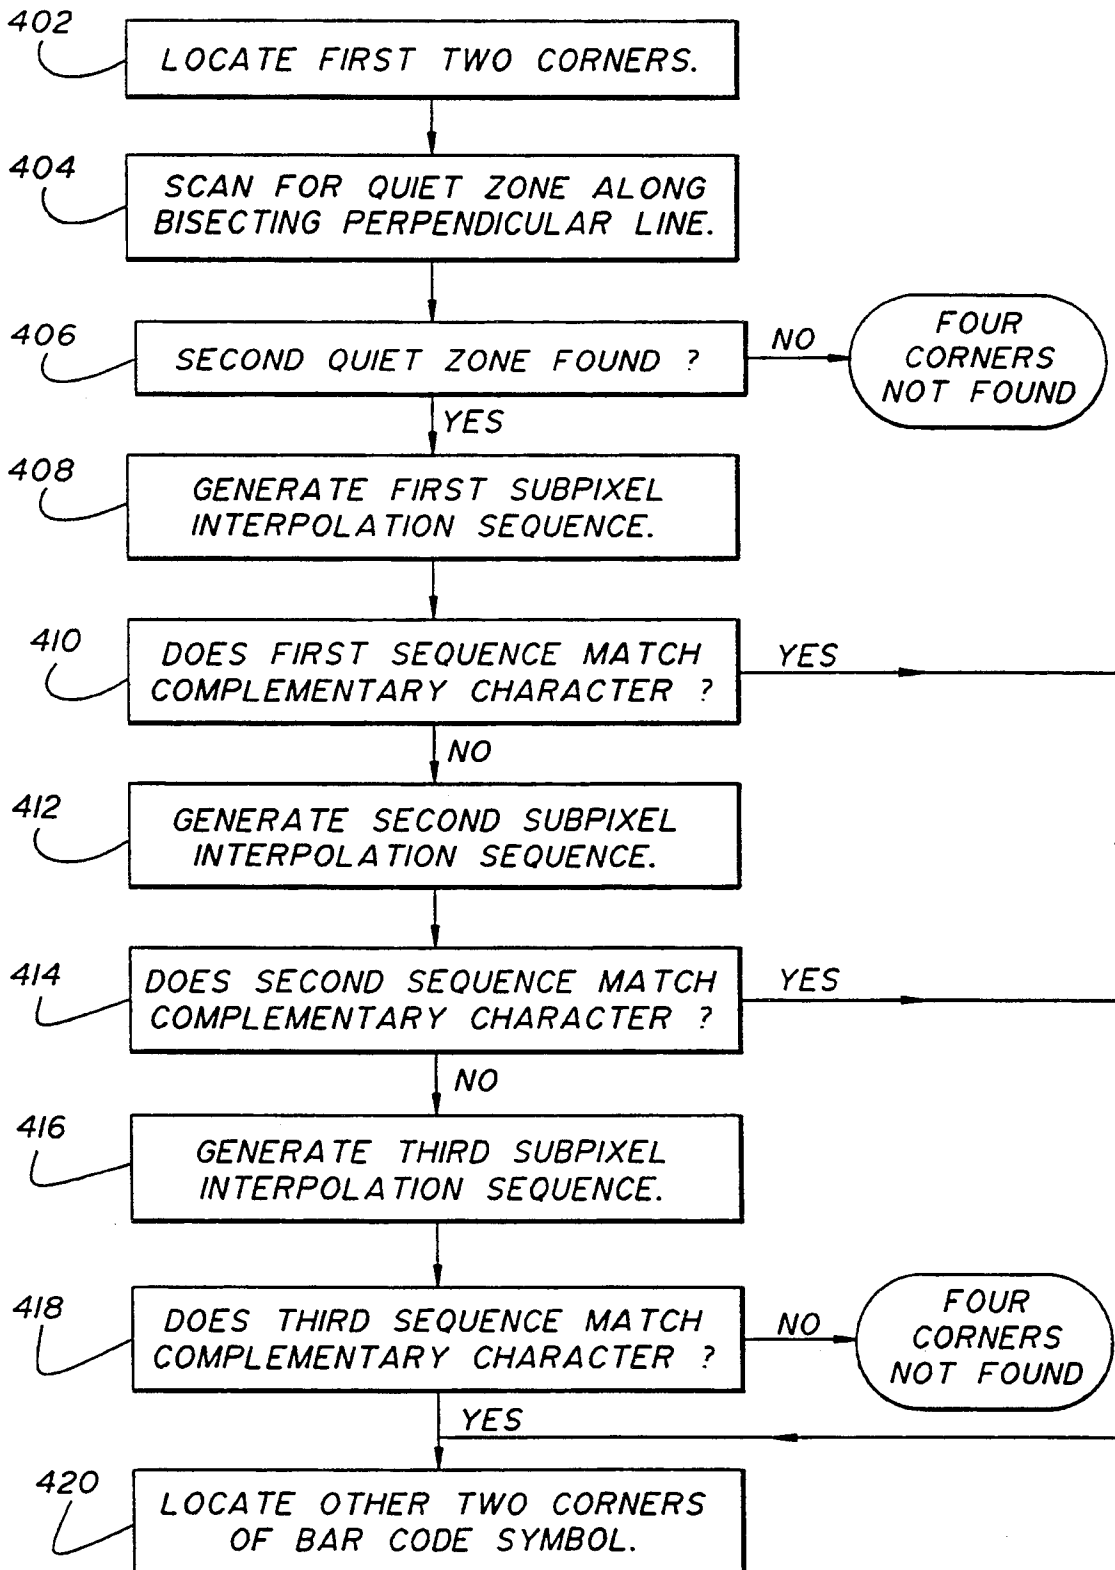 402
LOCATE FIRST TWO CORNERS.
404
SCAN FOR QUIET ZONE ALONG
BISECTING PERPENDICULAR LINE.
406
SECOND QUIET ZONE FOUND ?
NO
FOUR
CORNERS
NOT FOUND
YES
408
GENERATE FIRST SUBPIXEL
INTERPOLATION SEQUENCE.
410
DOES FIRST SEQUENCE MATCH
COMPLEMENTARY CHARACTER ?
YES
NO
412
GENERATE SECOND SUBPIXEL
INTERPOLATION SEQUENCE.
414
DOES SECOND SEQUENCE MATCH
COMPLEMENTARY CHARACTER ?
YES
NO
416
GENERATE THIRD SUBPIXEL
INTERPOLATION SEQUENCE.
418
DOES THIRD SEQUENCE MATCH
COMPLEMENTARY CHARACTER ?
NO
FOUR
CORNERS
NOT FOUND
YES
420
LOCATE OTHER TWO CORNERS
OF BAR CODE SYMBOL.